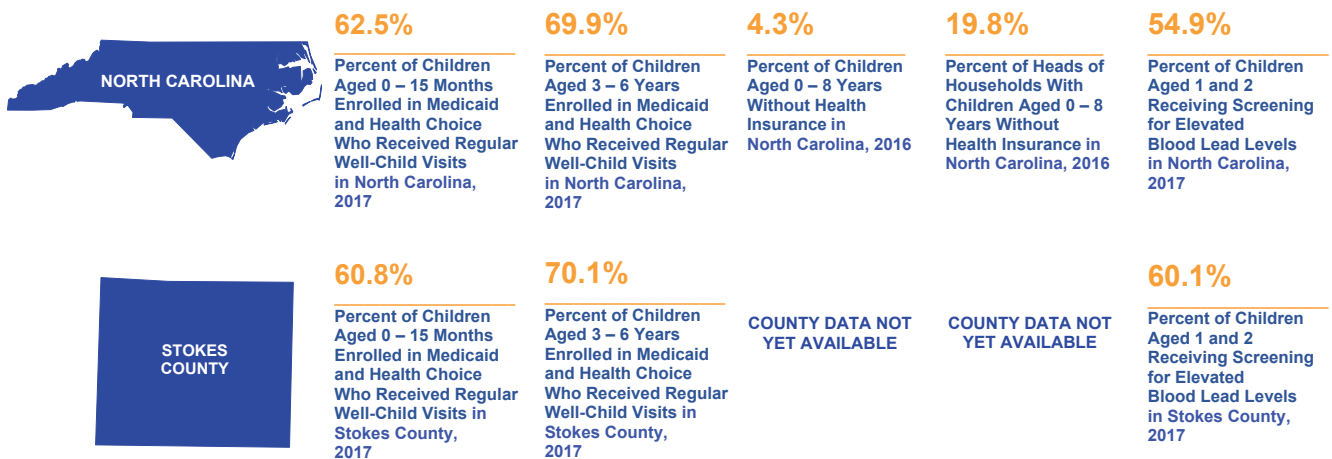 NORTH CAROLINA
62.5%
Percent of Children
Aged 0 – 15 Months
Enrolled in Medicaid
and Health Choice
Who Received Regular
Well-Child Visits
in North Carolina,
2017
69.9%
Percent of Children
Aged 3 – 6 Years
Enrolled in Medicaid
and Health Choice
Who Received Regular
Well-Child Visits
in North Carolina,
2017
4.3%
Percent of Children
Aged 0 – 8 Years
Without Health
Insurance in
North Carolina, 2016
19.8%
Percent of Heads of
Households With
Children Aged 0 – 8
Years Without
Health Insurance in
North Carolina, 2016
54.9%
Percent of Children
Aged 1 and 2
Receiving Screening
for Elevated
Blood Lead Levels
in North Carolina,
2017
STOKES
COUNTY
60.8%
Percent of Children
Aged 0 – 15 Months
Enrolled in Medicaid
and Health Choice
Who Received Regular
Well-Child Visits in
Stokes County,
2017
70.1%
Percent of Children
Aged 3 – 6 Years
Enrolled in Medicaid
and Health Choice
Who Received Regular
Well-Child Visits in
Stokes County,
2017
COUNTY DATA NOT
YET AVAILABLE
COUNTY DATA NOT
YET AVAILABLE
60.1%
Percent of Children
Aged 1 and 2
Receiving Screening
for Elevated
Blood Lead Levels
in Stokes County,
2017